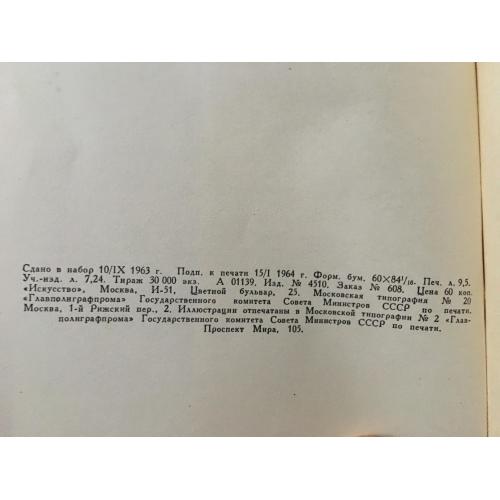 Сдано в набор 10/IX 1963 г. Подп. к печати 15/I 1964 г. Форм. бум. 60×84¹/₁₆. Печ. л. 9,5.
Уч.-изд. л. 7,24. Тираж 30 000 экз. А 01139. Изд. № 4510. Заказ № 608. Цена 60 коп.
«Искусство», Москва, И-51, Цветной бульвар, 25. Московская типография № 20
«Главполиграфпрома» Государственного комитета Совета Министров СССР по печати.
Москва, 1-й Рижский пер., 2. Иллюстрации отпечатаны в Московской типографии № 2 «Глав-
полиграфпрома» Государственного комитета Совета Министров СССР по печати.
Проспект Мира, 105.